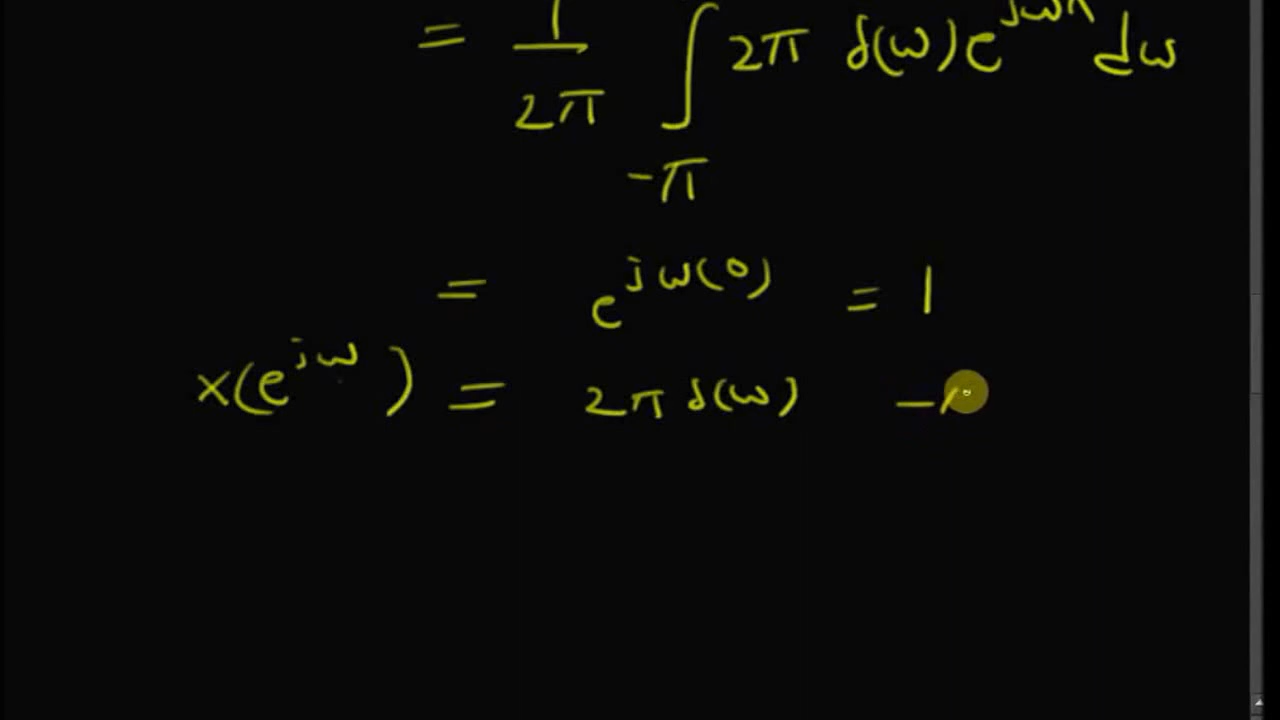 = 1/2π ∫ 2π δ(ω) e^{jωn} dω
-π
= e^{jω(0)} = 1
X(e^{jω}) = 2π δ(ω) -